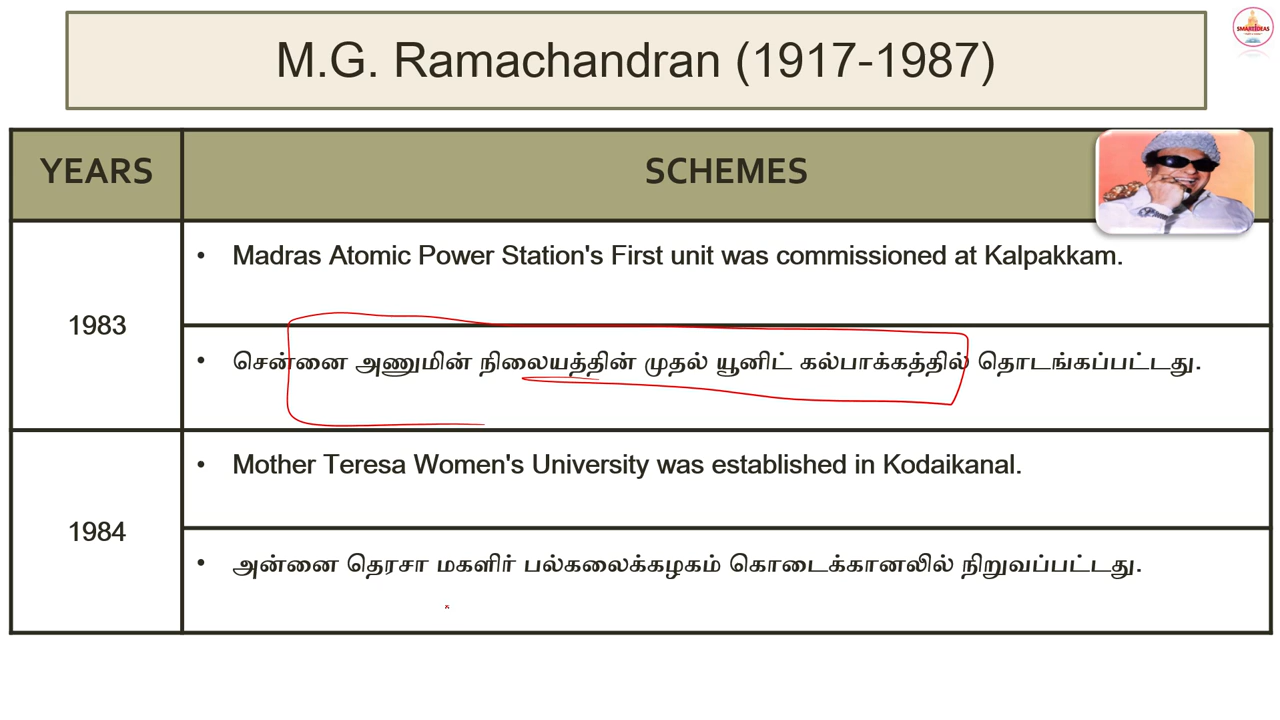 M.G. Ramachandran (1917-1987)
SMART IDEAS
YEARS
SCHEMES
1983
• Madras Atomic Power Station's First unit was commissioned at Kalpakkam.
• சென்னை அணுமின் நிலையத்தின் முதல் யூனிட் கல்பாக்கத்தில் தொடங்கப்பட்டது.
1984
• Mother Teresa Women's University was established in Kodaikanal.
• அன்னை தெரசா மகளிர் பல்கலைக்கழகம் கொடைக்கானலில் நிறுவப்பட்டது.